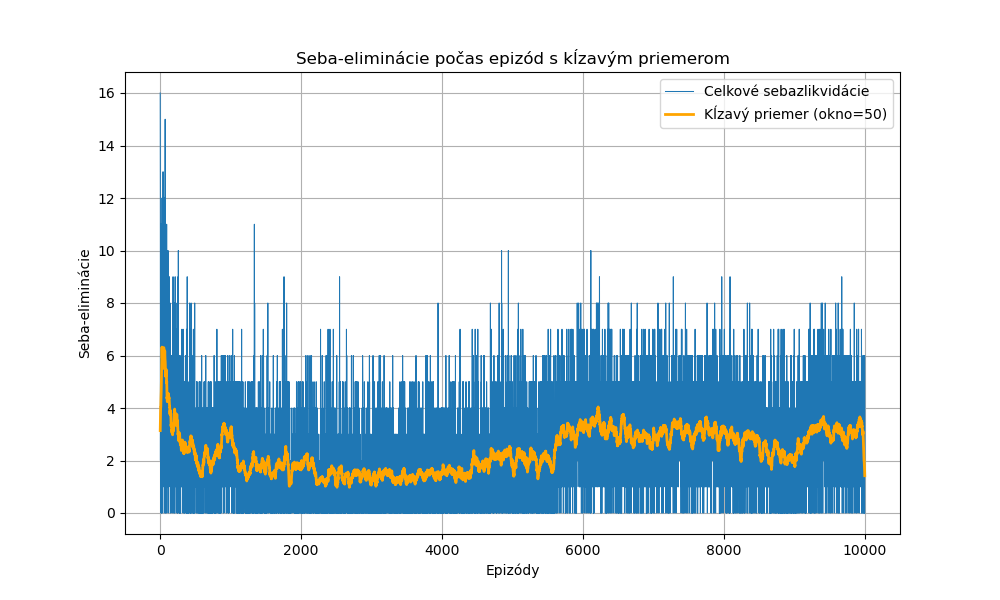 Seba-eliminácie počas epizód s kĺzavým priemerom
Celkové sebazlikvidácie
Kĺzavý priemer (okno=50)
Seba-eliminácie
16
14
12
10
8
6
4
2
0
0 2000 4000 6000 8000 10000
Epizódy